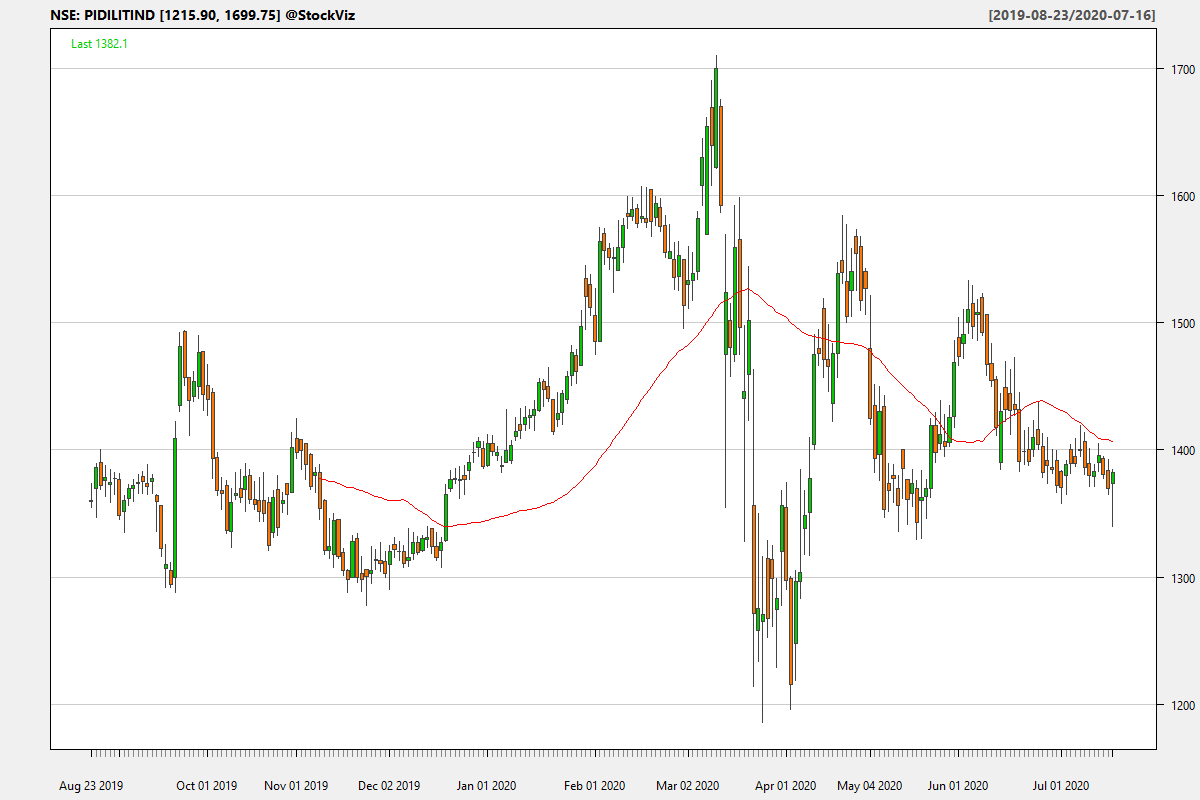 NSE: PIDILITIND [1215.90, 1699.75] @StockViz
[2019-08-23/2020-07-16]
Last 1382.1
1700
1600
1500
1400
1300
1200
Aug 23 2019 Oct 01 2019 Nov 01 2019 Dec 02 2019 Jan 01 2020 Feb 01 2020 Mar 02 2020 Apr 01 2020 May 04 2020 Jun 01 2020 Jul 01 2020